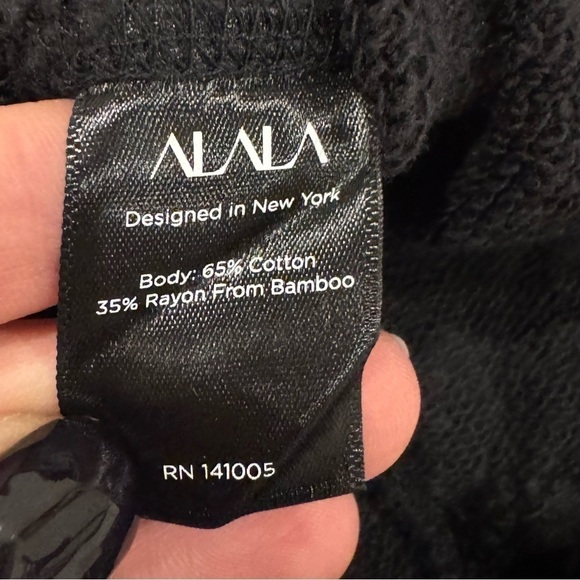 ALALA
Designed in New York
Body: 65% Cotton
35% Rayon From Bamboo
RN 141005